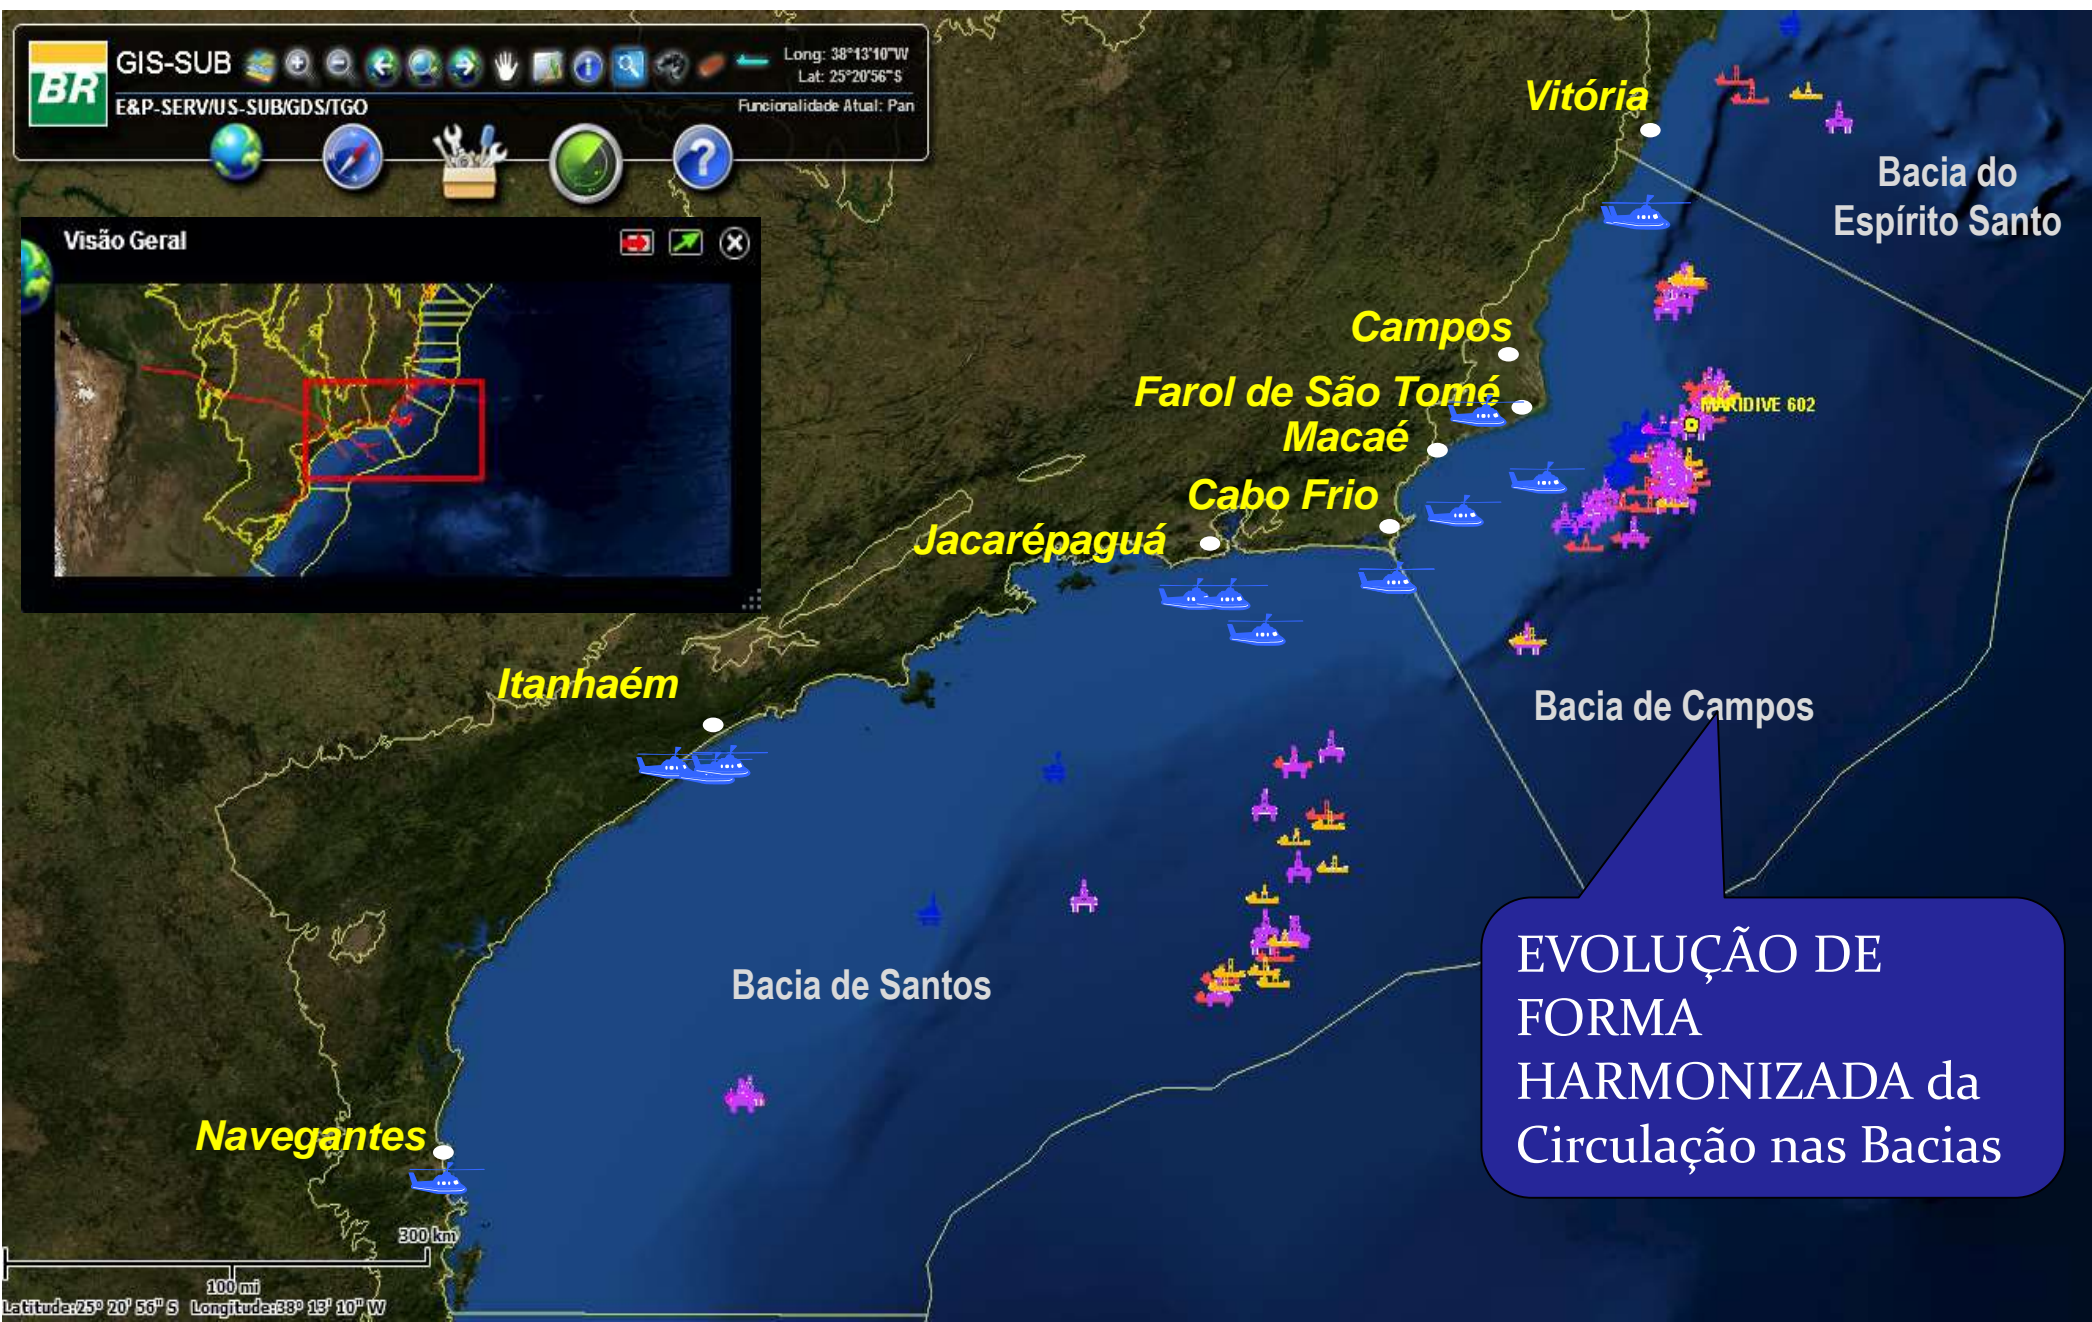 BR
GIS-SUB
E&P-SERV/US-SUB/GDS/TGO
Long: 38°13'10"W
Lat: 25°20'56"S
Funcionalidade Atual: Pan
?
Visão Geral
Vitória
Bacia do
Espírito Santo
Campos
Farol de São Tomé
MARIDIVE 602
Macaé
Cabo Frio
Jacarépaguá
Itanhaém
Bacia de Campos
Bacia de Santos
EVOLUÇÃO DE
FORMA
HARMONIZADA da
Circulação nas Bacias
Navegantes
300 km
100 mi
Latitude:25° 20' 56" S Longitude:38° 13' 10" W